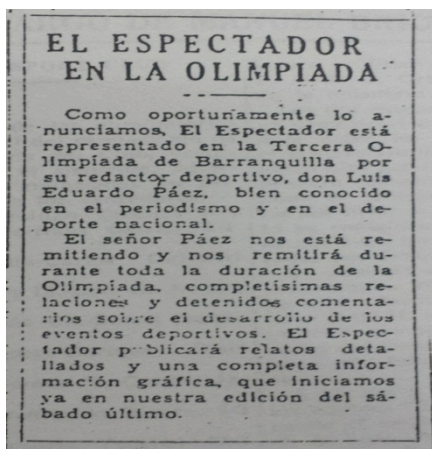 EL ESPECTADOR
EN LA OLIMPIADA
Como oportunamente lo a-
nunciamos, El Espectador está
representado en la Tercera O-
limpíada de Barranquilla por
su redactor deportivo, don Luis
Eduardo Páez, bien conocido
en el periodismo y en el de-
porte nacional.
El señor Páez nos está re-
mitiendo y nos remitirá du-
rante toda la duración de la
Olimpíada, completísimas re-
laciones y detenidos comenta-
rios sobre el desarrollo de los
eventos deportivos. El Espec-
tador publicará relatos deta-
llados y una completa infor-
mación gráfica, que iniciamos
ya en nuestra edición del sá-
bado último.